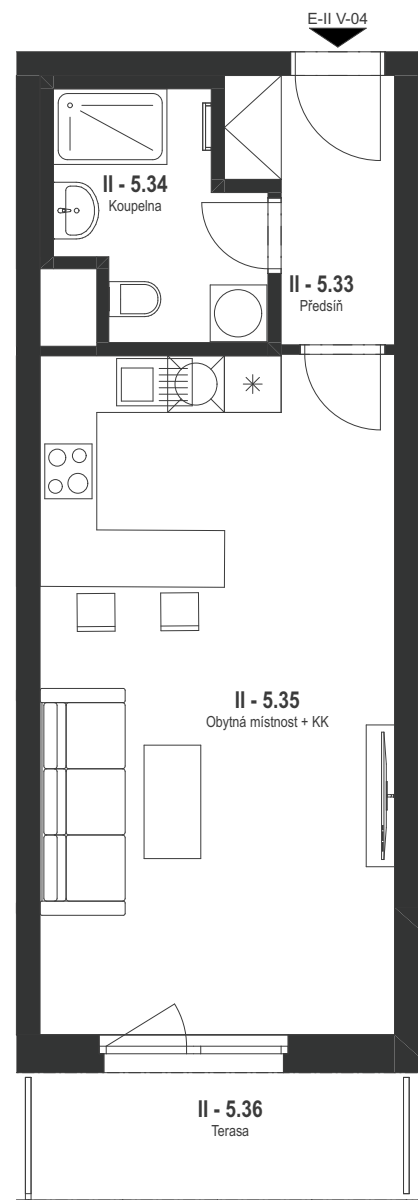 E-II V-04
II - 5.34
Koupelna
II - 5.33
Předsíň
II - 5.35
Obytná místnost + KK
II - 5.36
Terasa